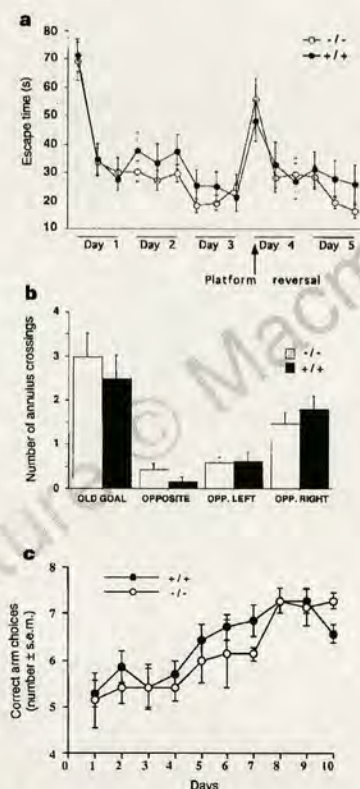 a
80
70
60
50
40
30
20
10
Escape time (s)
-/-
+/+
Day 1 Day 2 Day 3 Day 4 Day 5
Platform reversal
b
4
3
2
1
0
Number of annulus crossings
-/-
+/+
OLD GOAL OPPOSITE OPP. LEFT OPP. RIGHT
c
8
7
6
5
4
Correct arm choices
(number ± s.e.m.)
+/+
-/-
0 1 2 3 4 5 6 7 8 9 10
Days
ture © Macm